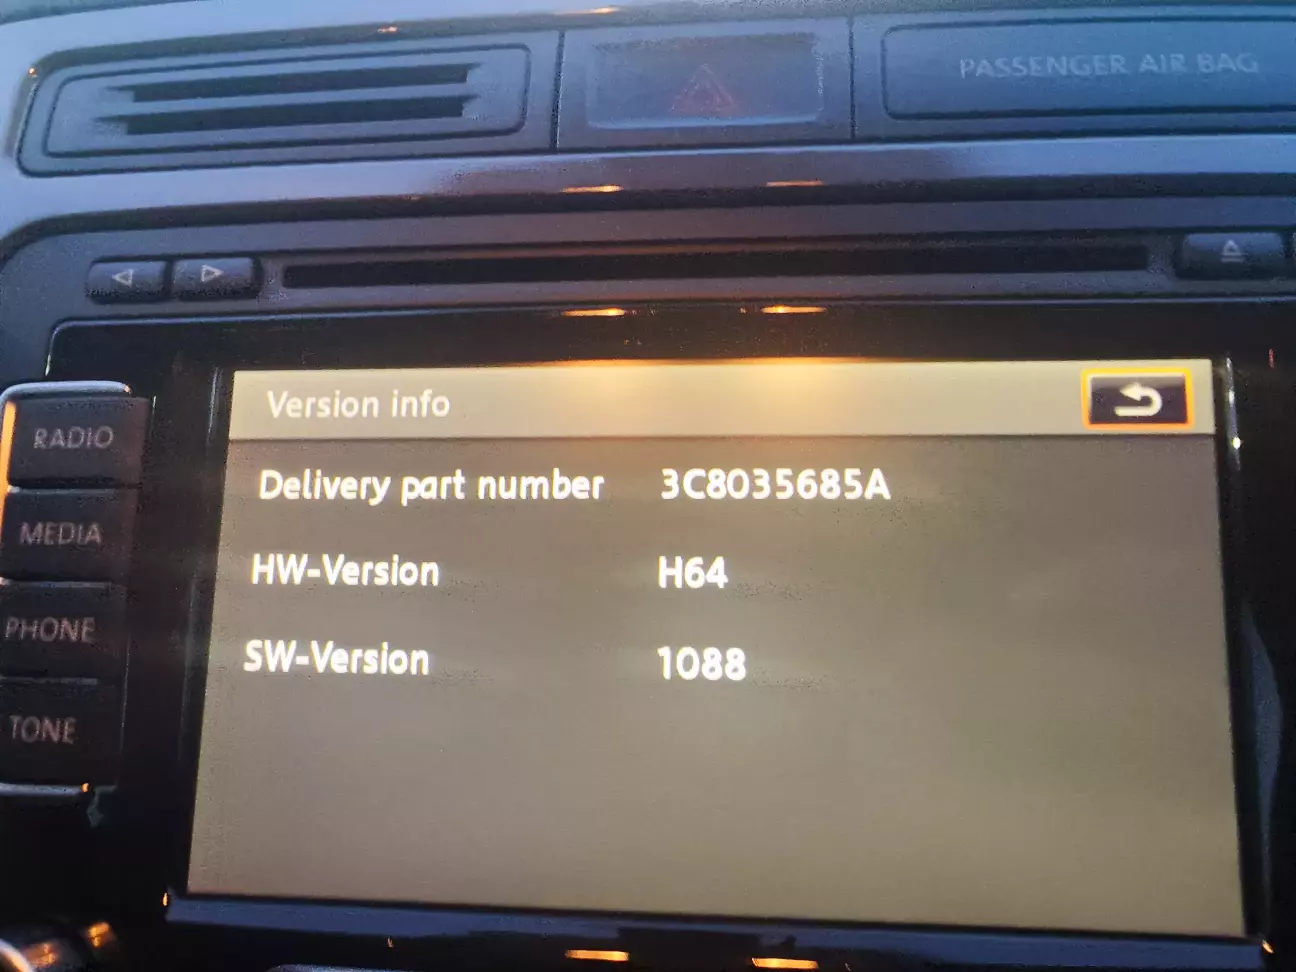 PASSENGER AIR BAG
Version info
RADIO
Delivery part number 3C8035685A
MEDIA
HW-Version H64
PHONE
SW-Version 1088
TONE